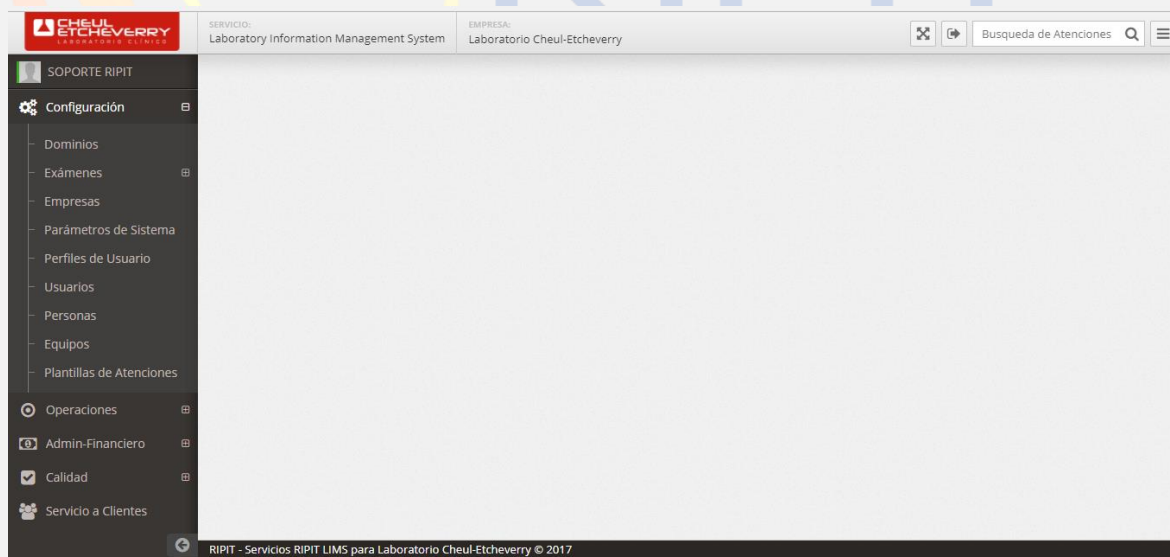 CHEUL
ETCHEVERRY
LABORATORIO CLINICO
SERVICIO:
Laboratory Information Management System
EMPRESA:
Laboratorio Cheul-Etcheverry
Busqueda de Atenciones
SOPORTE RIPIT
Configuración
Dominios
Exámenes
Empresas
Parámetros de Sistema
Perfiles de Usuario
Usuarios
Personas
Equipos
Plantillas de Atenciones
Operaciones
Admin-Financiero
Calidad
Servicio a Clientes
RIPIT - Servicios RIPIT LIMS para Laboratorio Cheul-Etcheverry © 2017